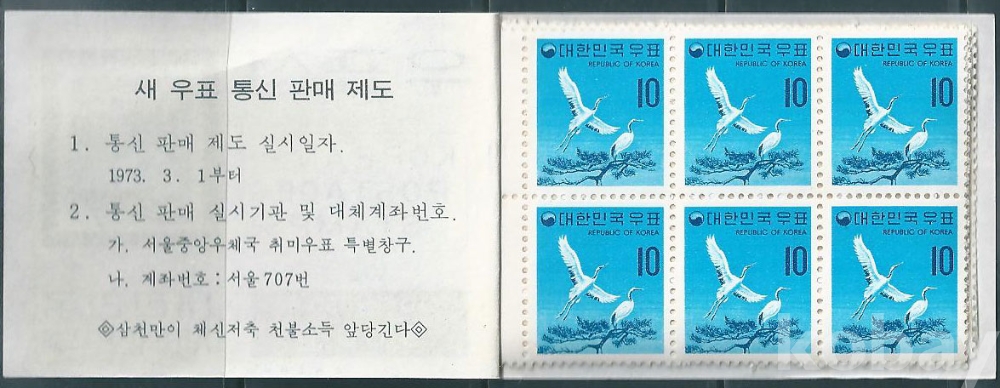 새 우표 통신 판매 제도
1. 통신 판매 제도 실시일자.
1973. 3. 1부터
2. 통신 판매 실시기관 및 대체계좌번호.
가. 서울중앙우체국 취미우표 특별창구.
나. 계좌번호: 서울 707번
삼천만이 체신저축 천불소득 앞당긴다
대한민국우표
REPUBLIC OF KOREA
10
대한민국우표
REPUBLIC OF KOREA
10
대한민국우표
REPUBLIC OF KOREA
10
대한민국우표
REPUBLIC OF KOREA
10
대한민국우표
REPUBLIC OF KOREA
10
대한민국우표
REPUBLIC OF KOREA
10
kobay